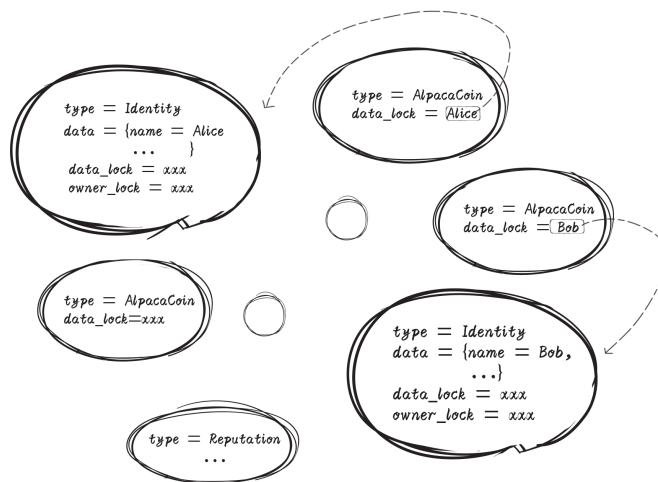 type = Identity
data = {name = Alice
... }
data_lock = xxx
owner_lock = xxx
type = AlpacaCoin
data_lock = Alice
type = AlpacaCoin
data_lock = Bob
type = AlpacaCoin
data_lock=xxx
type = Identity
data = {name = Bob,
...}
data_lock = xxx
owner_lock = xxx
type = Reputation
...